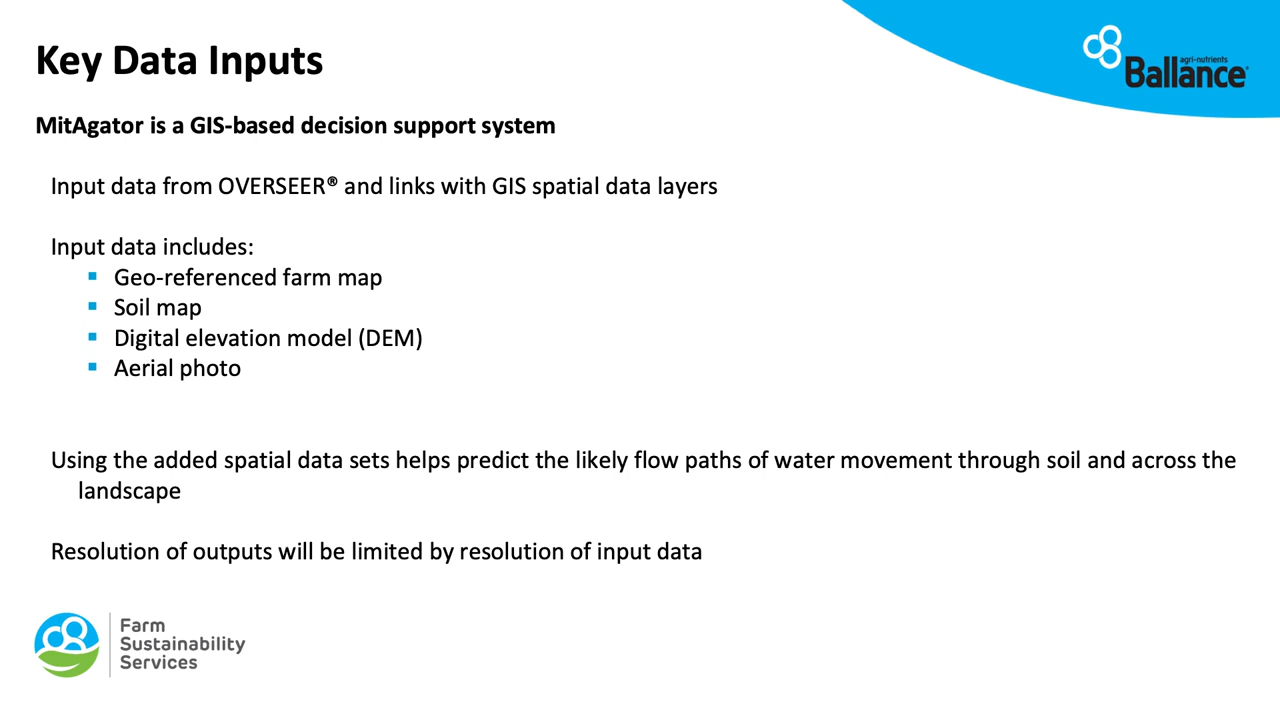 Key Data Inputs
agri-nutrients
Ballance
MitAgator is a GIS-based decision support system
Input data from OVERSEER® and links with GIS spatial data layers
Input data includes:
▪ Geo-referenced farm map
▪ Soil map
▪ Digital elevation model (DEM)
▪ Aerial photo
Using the added spatial data sets helps predict the likely flow paths of water movement through soil and across the
landscape
Resolution of outputs will be limited by resolution of input data
Farm
Sustainability
Services